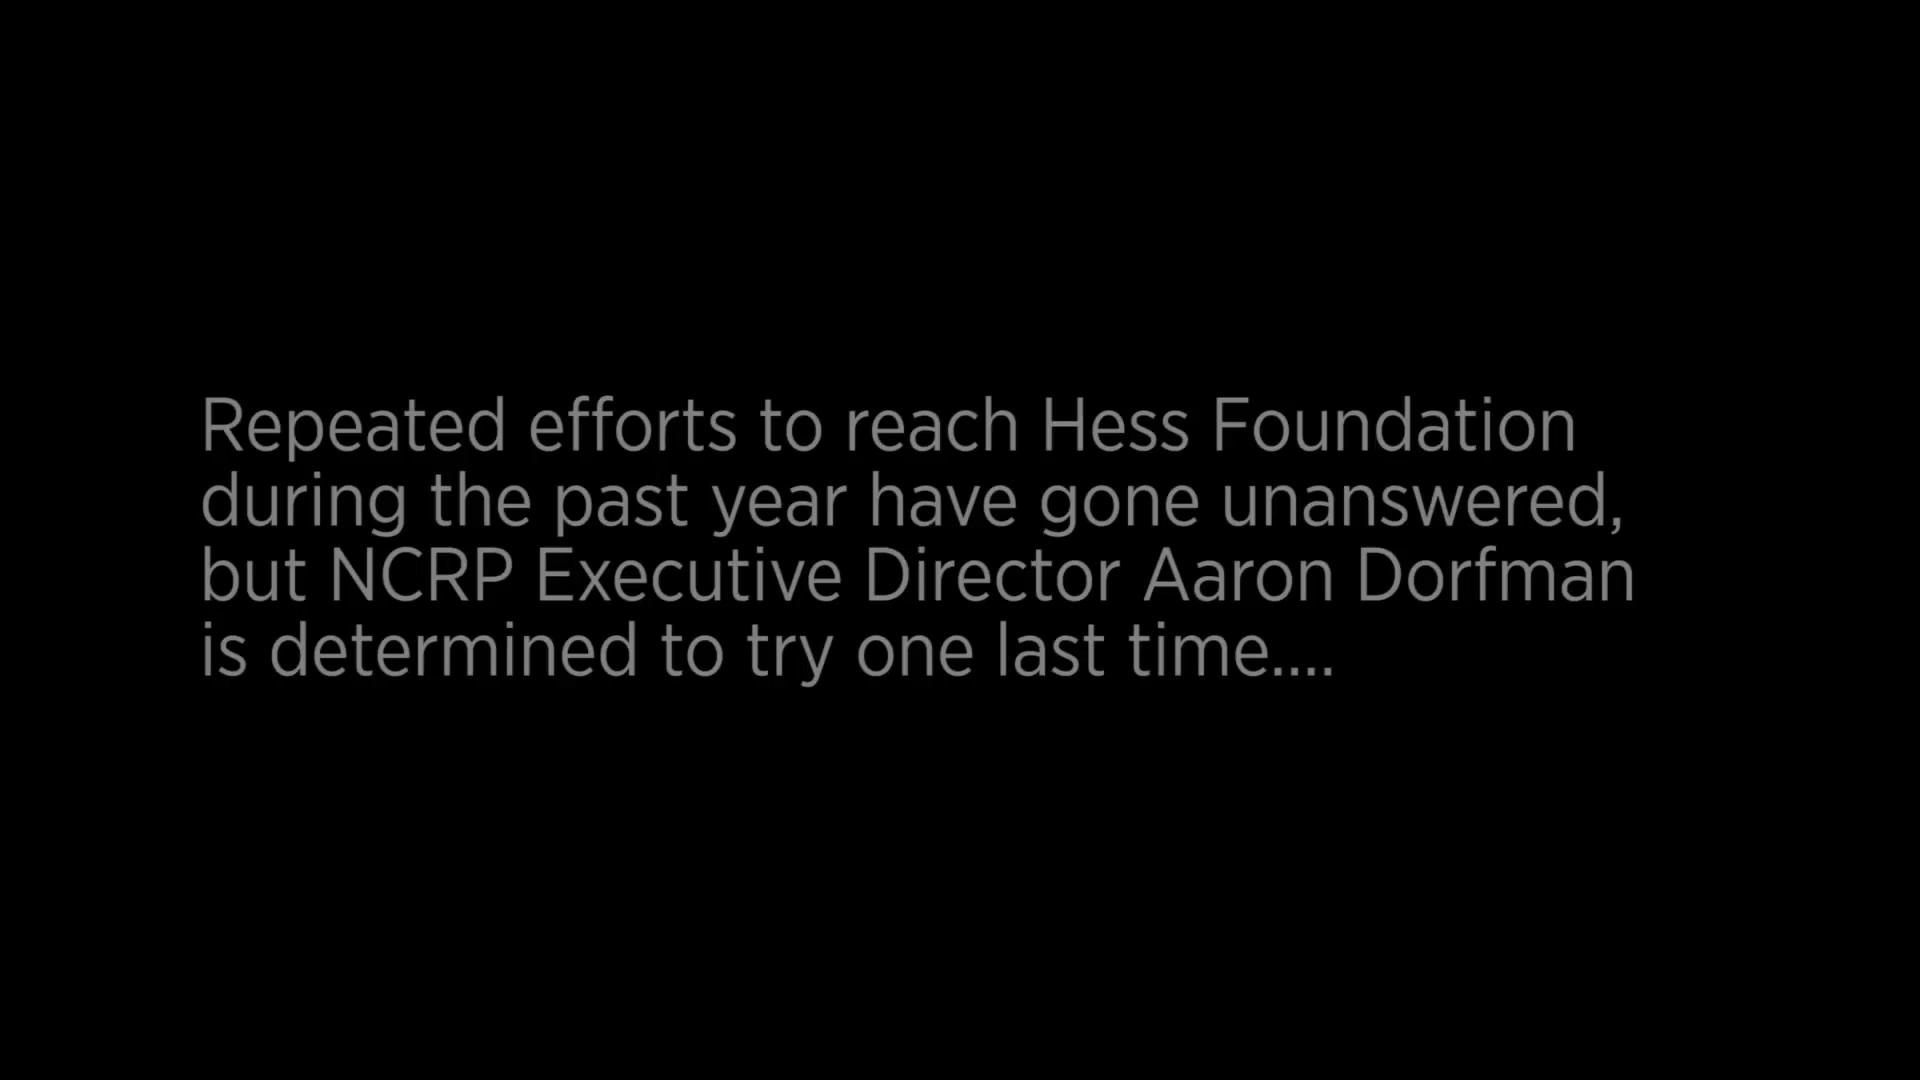 Repeated efforts to reach Hess Foundation
during the past year have gone unanswered,
but NCRP Executive Director Aaron Dorfman
is determined to try one last time....